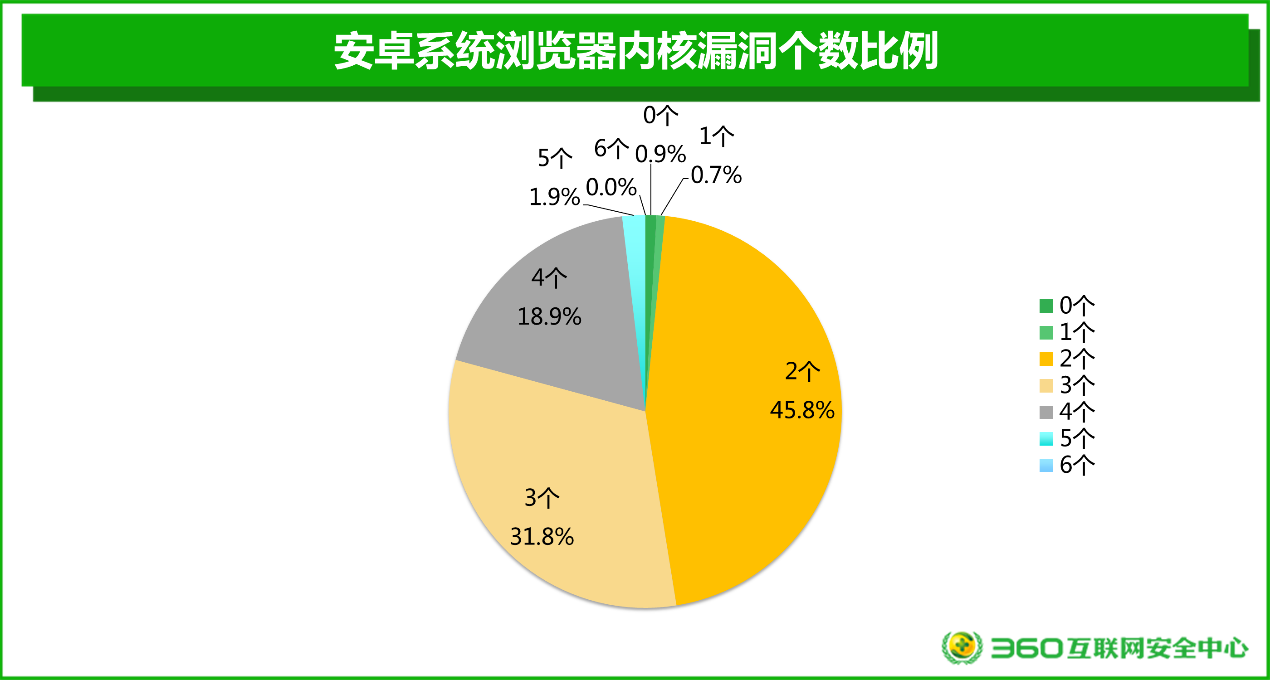 安卓系统浏览器内核漏洞个数比例
0个
0.9%
1个
0.7%
2个
45.8%
3个
31.8%
4个
18.9%
5个
1.9%
6个
0.0%
0个
1个
2个
3个
4个
5个
6个
360互联网安全中心